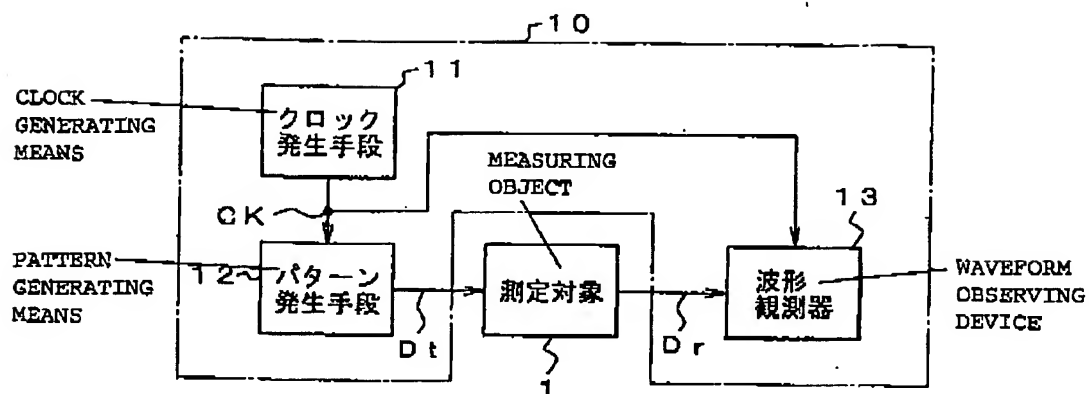 10
11
CLOCK
GENERATING
MEANS
クロック
発生手段
MEASURING
OBJECT
CK
13
PATTERN
GENERATING
MEANS
12
パターン
発生手段
測定対象
波形
観測器
WAVEFORM
OBSERVING
DEVICE
Dt
Dr
1